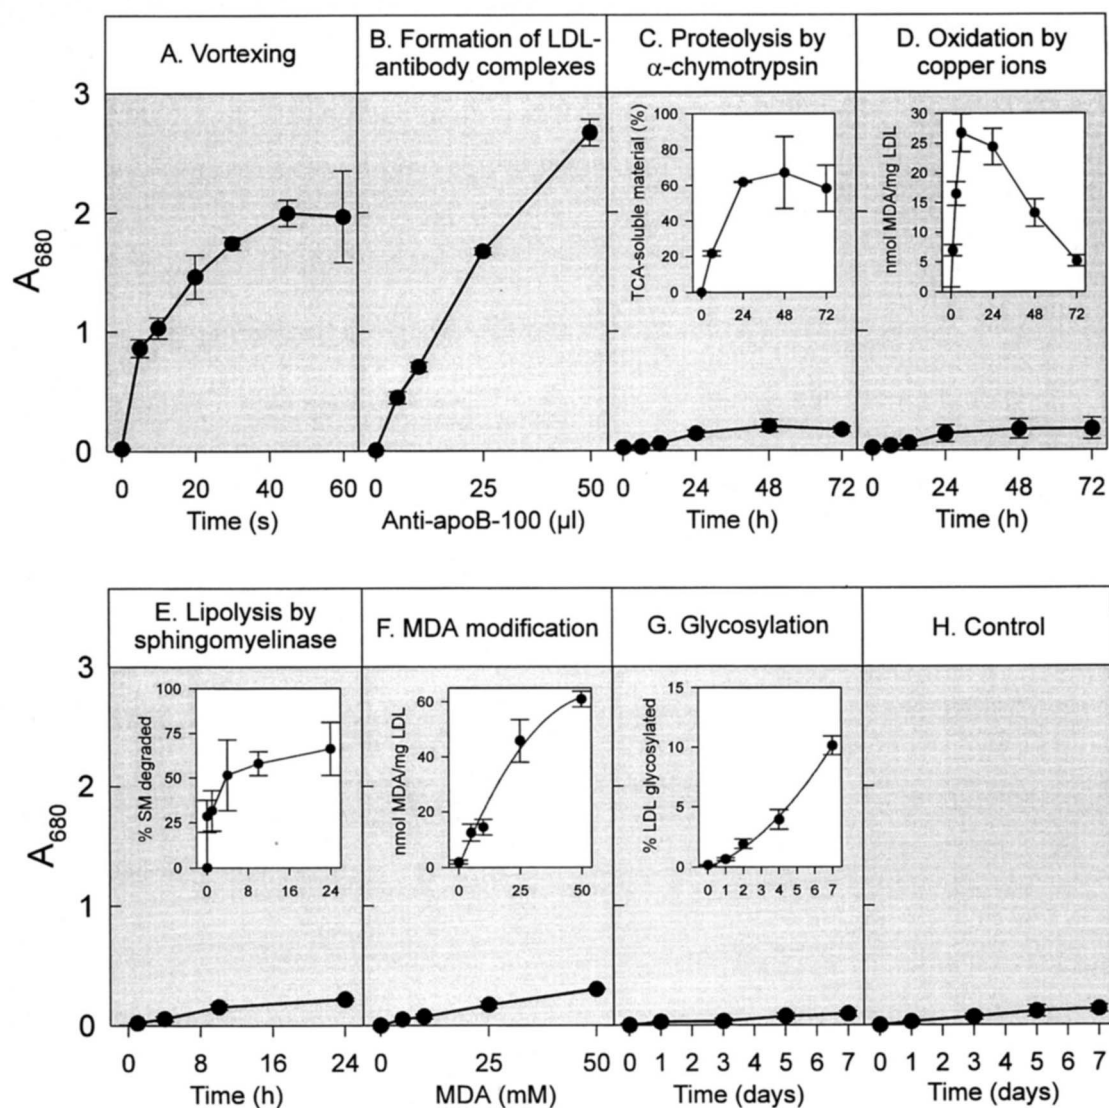 A. Vortexing
B. Formation of LDL-
antibody complexes
C. Proteolysis by
α-chymotrypsin
D. Oxidation by
copper ions
A680
3
2
1
0
0 20 40 60
Time (s)
0 25 50
Anti-apoB-100 (µl)
TCA-soluble material (%)
100
80
60
40
20
0
0 24 48 72
0 24 48 72
Time (h)
nmol MDA/mg LDL
30
25
20
15
10
5
0
0 24 48 72
0 24 48 72
Time (h)
E. Lipolysis by
sphingomyelinase
F. MDA modification
G. Glycosylation
H. Control
A680
3
2
1
0
% SM degraded
100
75
50
25
0
0 8 16 24
0 8 16 24
Time (h)
nmol MDA/mg LDL
60
40
20
0
0 25 50
0 25 50
MDA (mM)
% LDL glycosylated
15
10
5
0
0 1 2 3 4 5 6 7
0 1 2 3 4 5 6 7
Time (days)
0 1 2 3 4 5 6 7
Time (days)